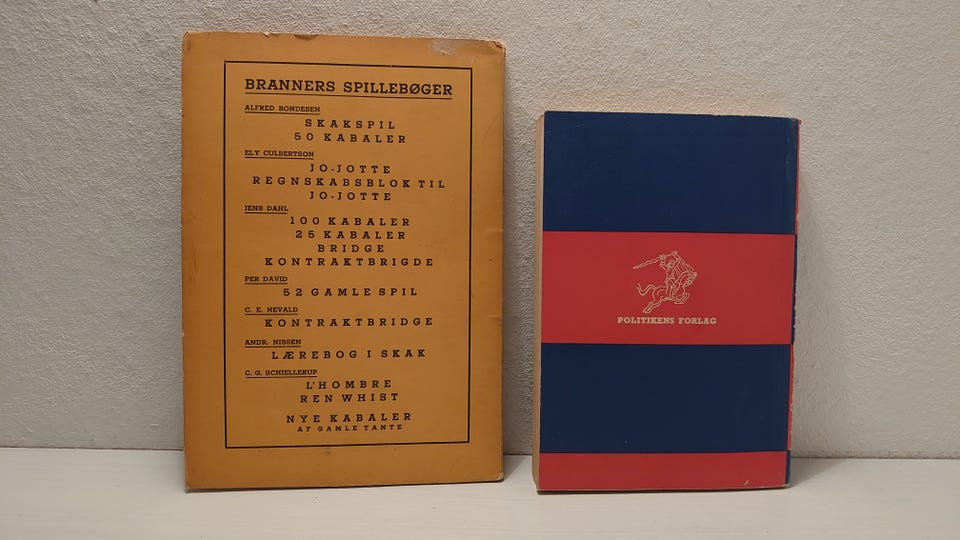 BRANNERS SPILLEBØGER
ALFRED BONDESEN
SKAKSPIL
50 KABALER
ELY CULBERTSON
JO-JOTTE
REGNSKABSBLOK TIL
JO-JOTTE
JENS DAHL
100 KABALER
25 KABALER
BRIDGE
KONTRAKTBRIGDE
PER DAVID
52 GAMLE SPIL
C. E. NEVALD
KONTRAKTBRIDGE
ANDR. NISSEN
LÆREBOG I SKAK
C. G. SCHIELLERUP
L'HOMBRE
REN WHIST
NYE KABALER
AF GAMLE TANTE
POLITIKENS FORLAG